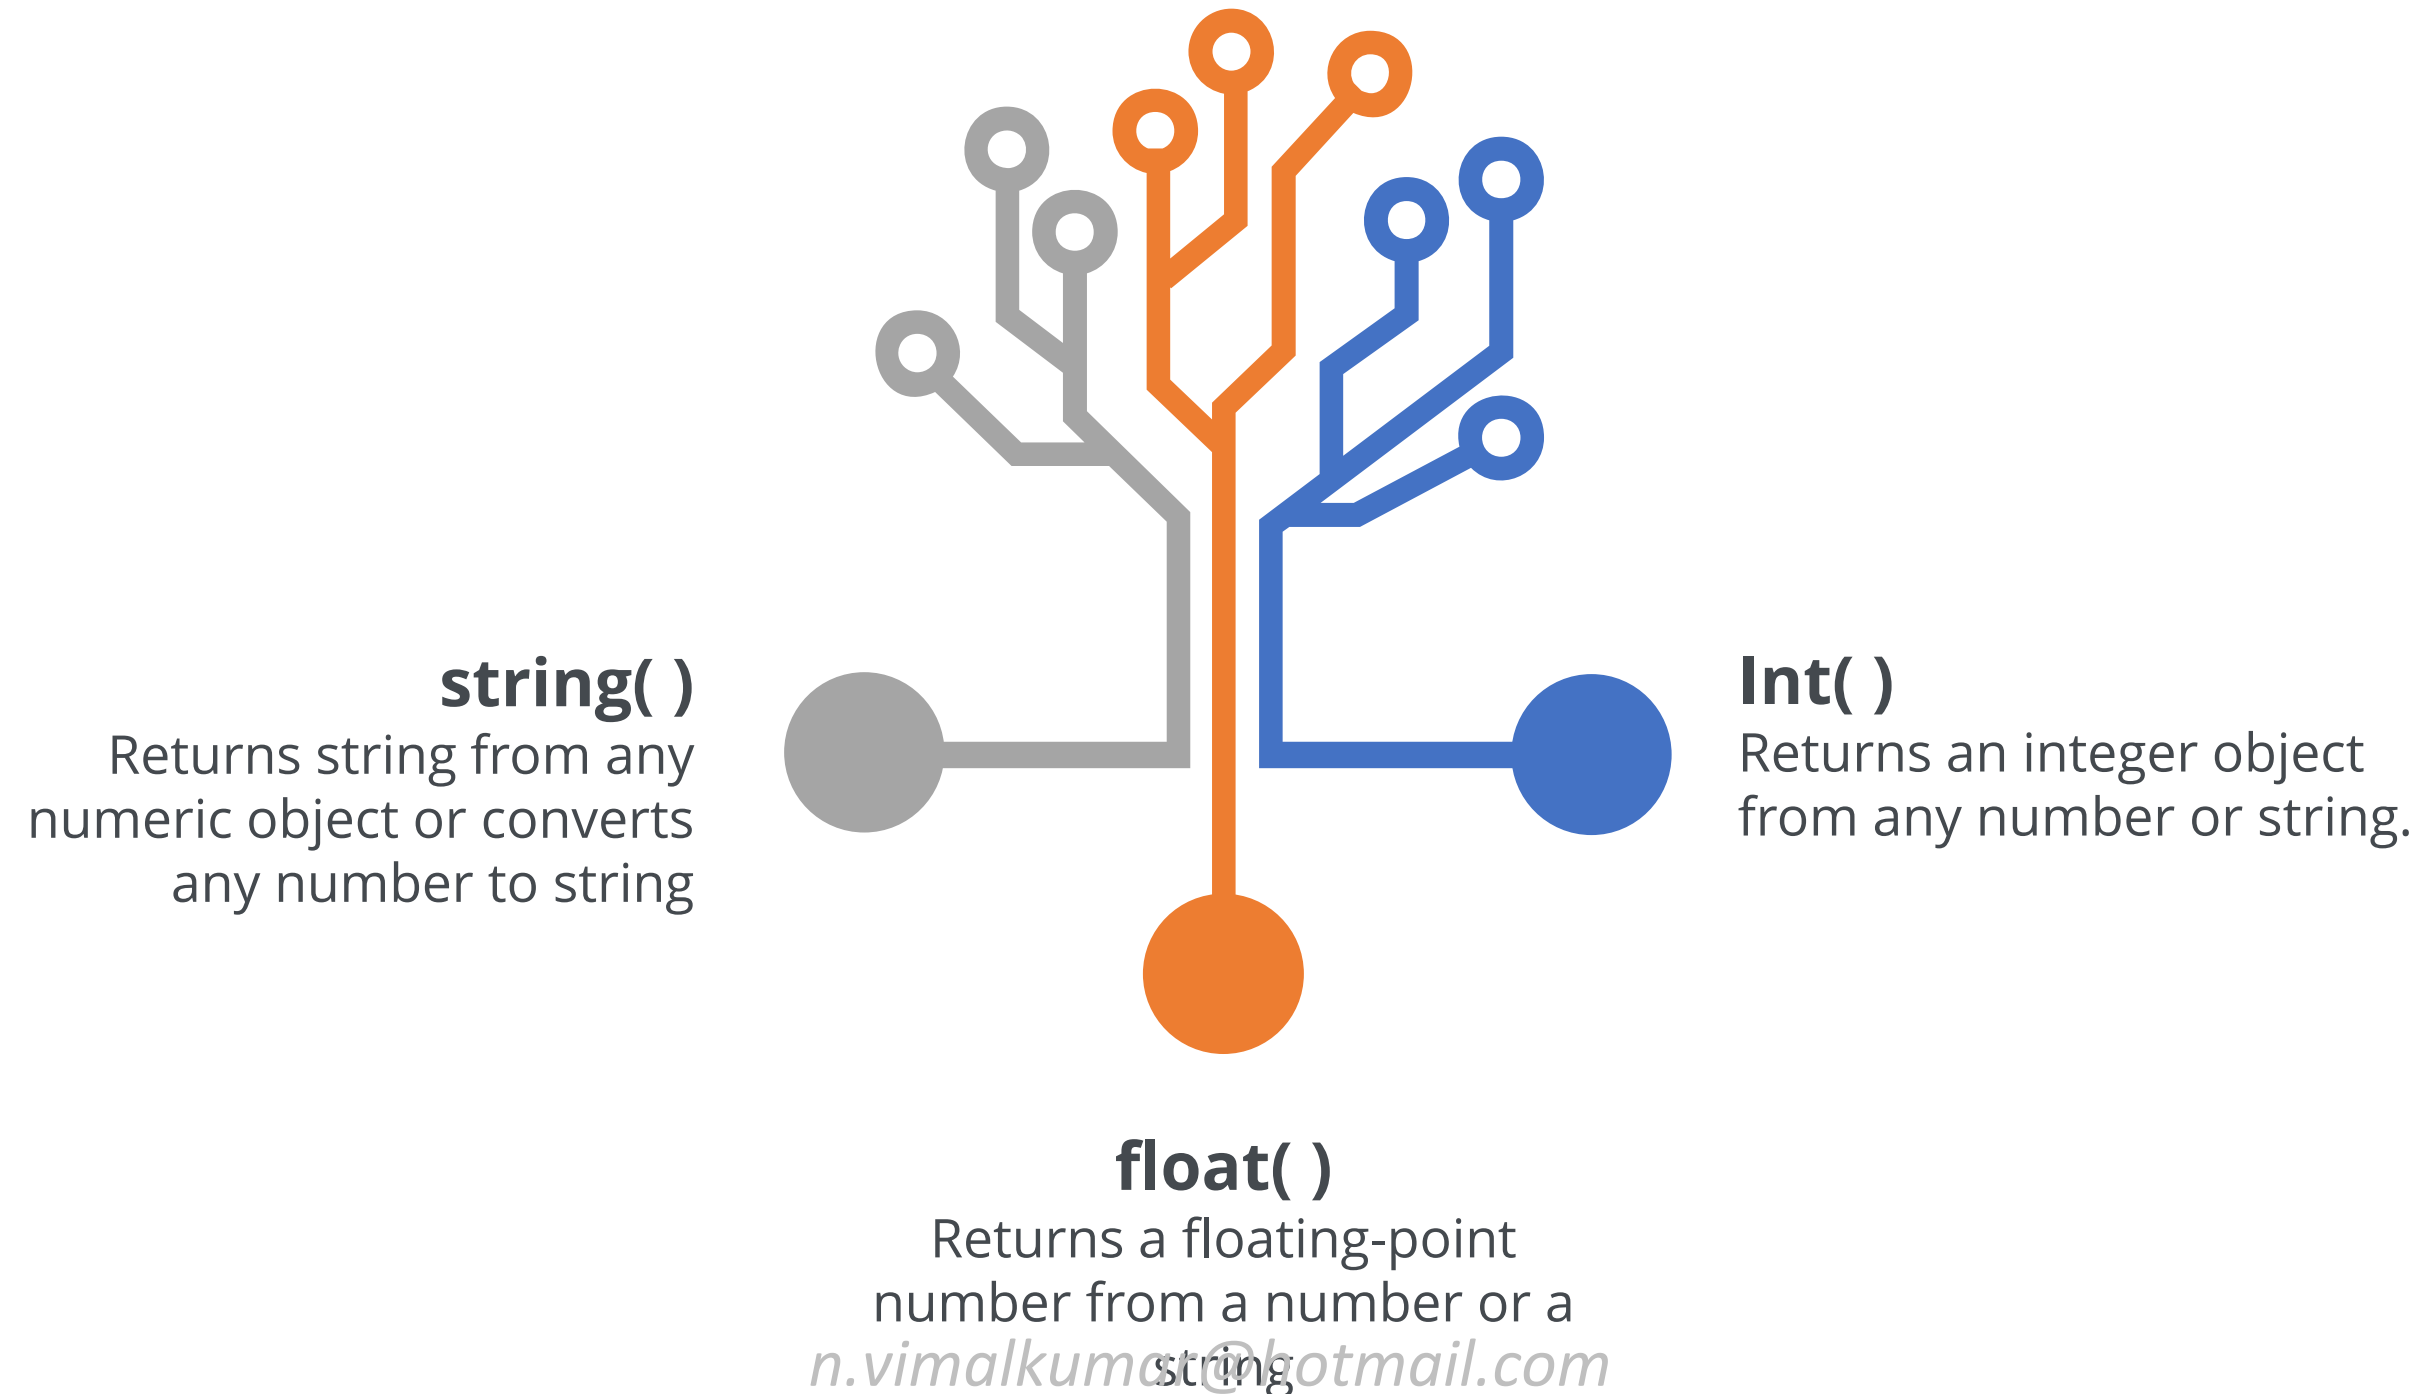 string( )
Returns string from any
numeric object or converts
any number to string
Int( )
Returns an integer object
from any number or string.
float( )
Returns a floating-point
number from a number or a
string
n.vimalkumar@hotmail.com